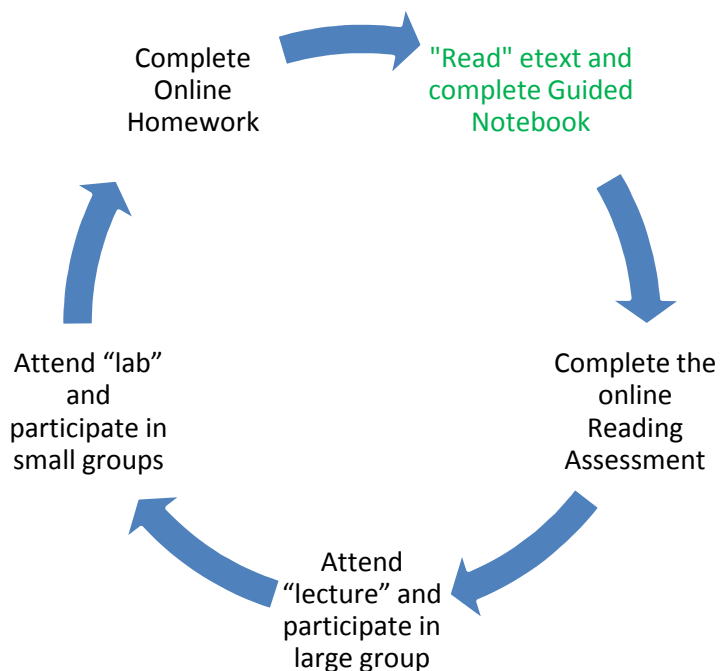 "Read" etext and
complete Guided
Notebook
Complete the
online
Reading
Assessment
Attend
“lecture” and
participate in
large group
Attend “lab”
and
participate in
small groups
Complete
Online
Homework